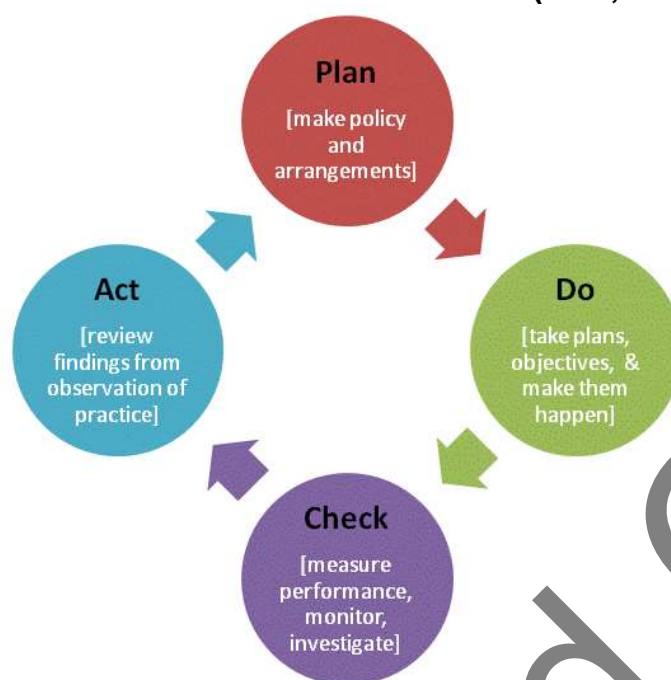 Plan
[make policy
and
arrangements]
Do
[take plans,
objectives, &
make them
happen]
Check
[measure
performance,
monitor,
investigate]
Act
[review
findings from
observation of
practice]